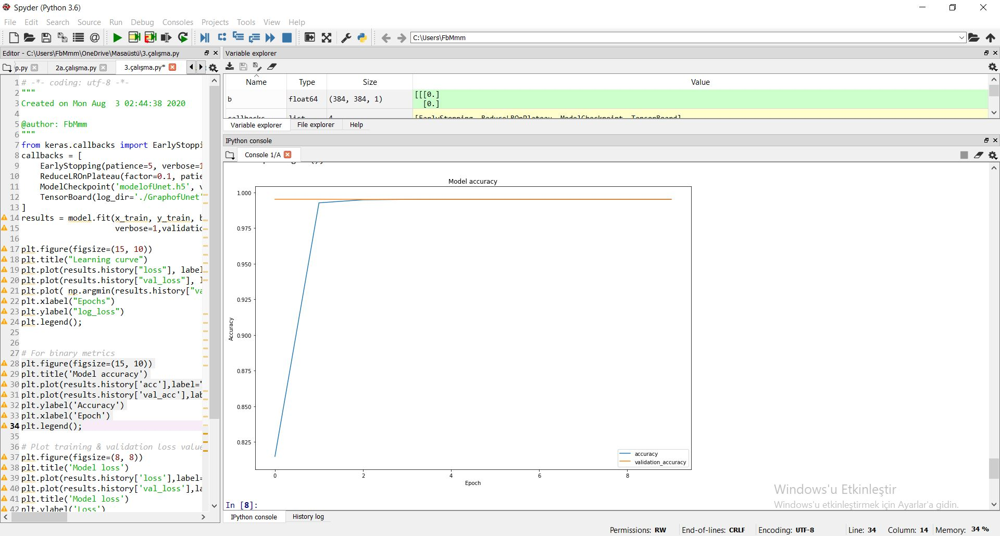 Spyder (Python 3.6)
File Edit Search Source Run Debug Consoles Projects Tools View Help
C:\Users\FbMmm
Editor - C:\Users\FbMmm\OneDrive\Masaüstü\3.çalışma.py
p.py 2a.çalışma.py 3.çalışma.py*
1 # -*- coding: utf-8 -*-
2 """
3 Created on Mon Aug  3 02:44:38 2020
4
5 @author: FbMmm
6 """
7 from keras.callbacks import EarlyStoppi
8 callbacks = [
9     EarlyStopping(patience=5, verbose=1
10     ReduceLROnPlateau(factor=0.1, patie
11     ModelCheckpoint('modelofUnet.h5', v
12     TensorBoard(log_dir='./GraphofUnet'
13 ]
14 results = model.fit(x_train, y_train, b
15                     verbose=1,validatio
16
17 plt.figure(figsize=(15, 10))
18 plt.title("Learning curve")
19 plt.plot(results.history["loss"], label
20 plt.plot(results.history["val_loss"], l
21 plt.plot( np.argmin(results.history["va
22 plt.xlabel("Epochs")
23 plt.ylabel("log_loss")
24 plt.legend();
25
26
27 # For binary metrics
28 plt.figure(figsize=(15, 10))
29 plt.title('Model accuracy')
30 plt.plot(results.history['acc'],label='
31 plt.plot(results.history['val_acc'],lab
32 plt.ylabel('Accuracy')
33 plt.xlabel('Epoch')
34 plt.legend();
35
36 # Plot training & validation loss value
37 plt.figure(figsize=(8, 8))
38 plt.title('Model loss')
39 plt.plot(results.history['loss'],label=
40 plt.plot(results.history['val_loss'],la
41 plt.title('Model loss')
42 plt.ylabel('Loss')
Variable explorer
Name Type Size Value
b float64 (384, 384, 1) [[[0.]
[0.]
callbacks list 4 [EarlyStopping, ReduceLROnPlateau, ModelCheckpoint, TensorBoard]
Variable explorer File explorer Help
IPython console
Console 1/A
Model accuracy
1.000
0.975
0.950
0.925
0.900
0.875
0.850
0.825
Accuracy
accuracy
validation_accuracy
0 2 4 6 8
Epoch
In [8]:
Windows'u Etkinleştir
Windows'u etkinleştirmek için Ayarlar'a gidin.
IPython console History log
Permissions: RW End-of-lines: CRLF Encoding: UTF-8 Line: 34 Column: 14 Memory: 34 %